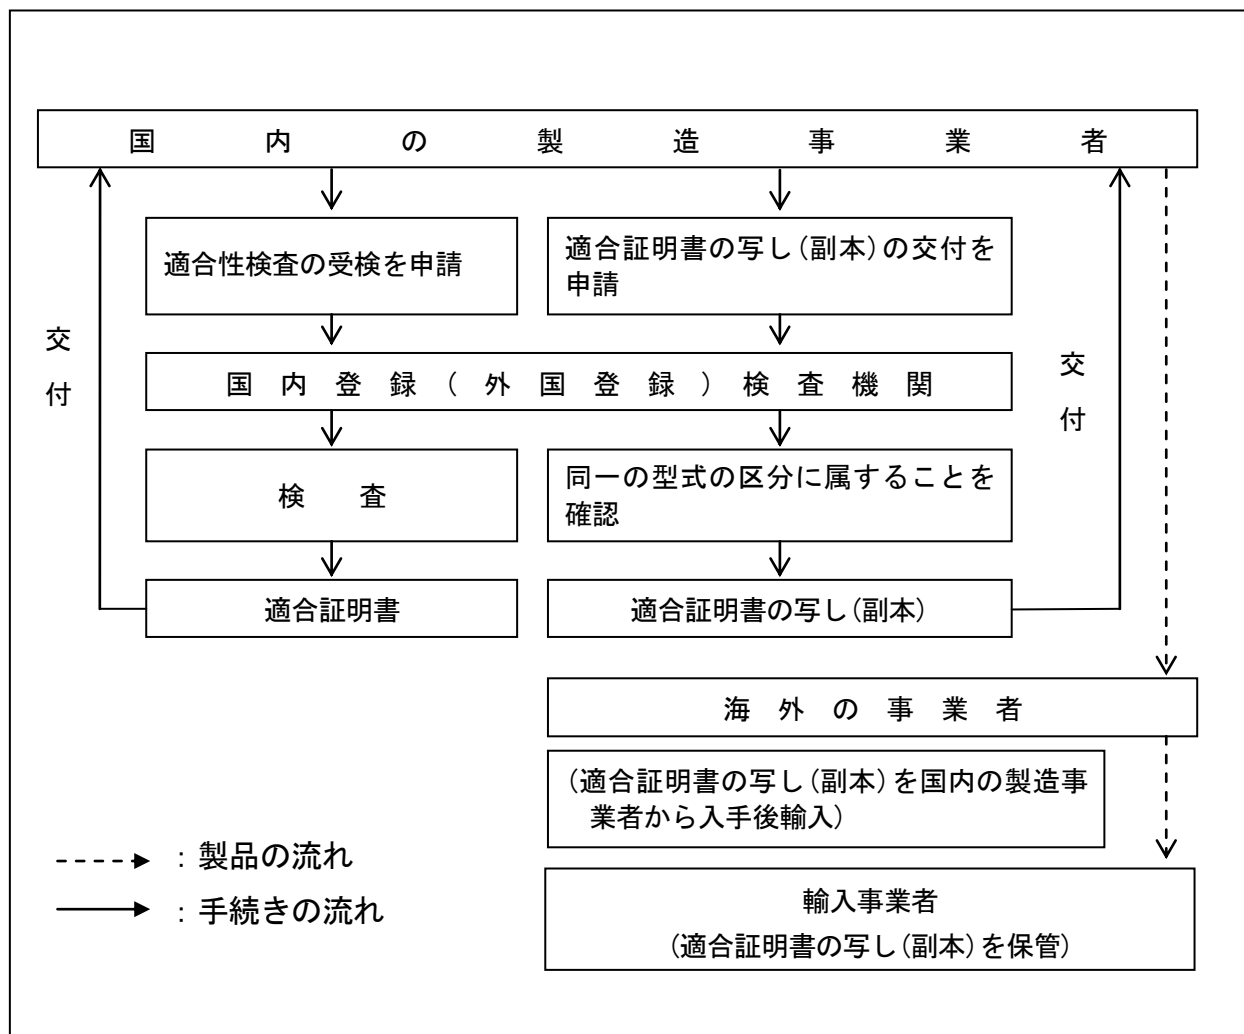 国内の製造事業者
適合性検査の受検を申請
適合証明書の写し(副本)の交付を
申請
交
付
交
付
国内登録(外国登録)検査機関
検査
同一の型式の区分に属することを
確認
適合証明書
適合証明書の写し(副本)
海外の事業者
(適合証明書の写し(副本)を国内の製造事
業者から入手後輸入)
:製品の流れ
:手続きの流れ
輸入事業者
(適合証明書の写し(副本)を保管)